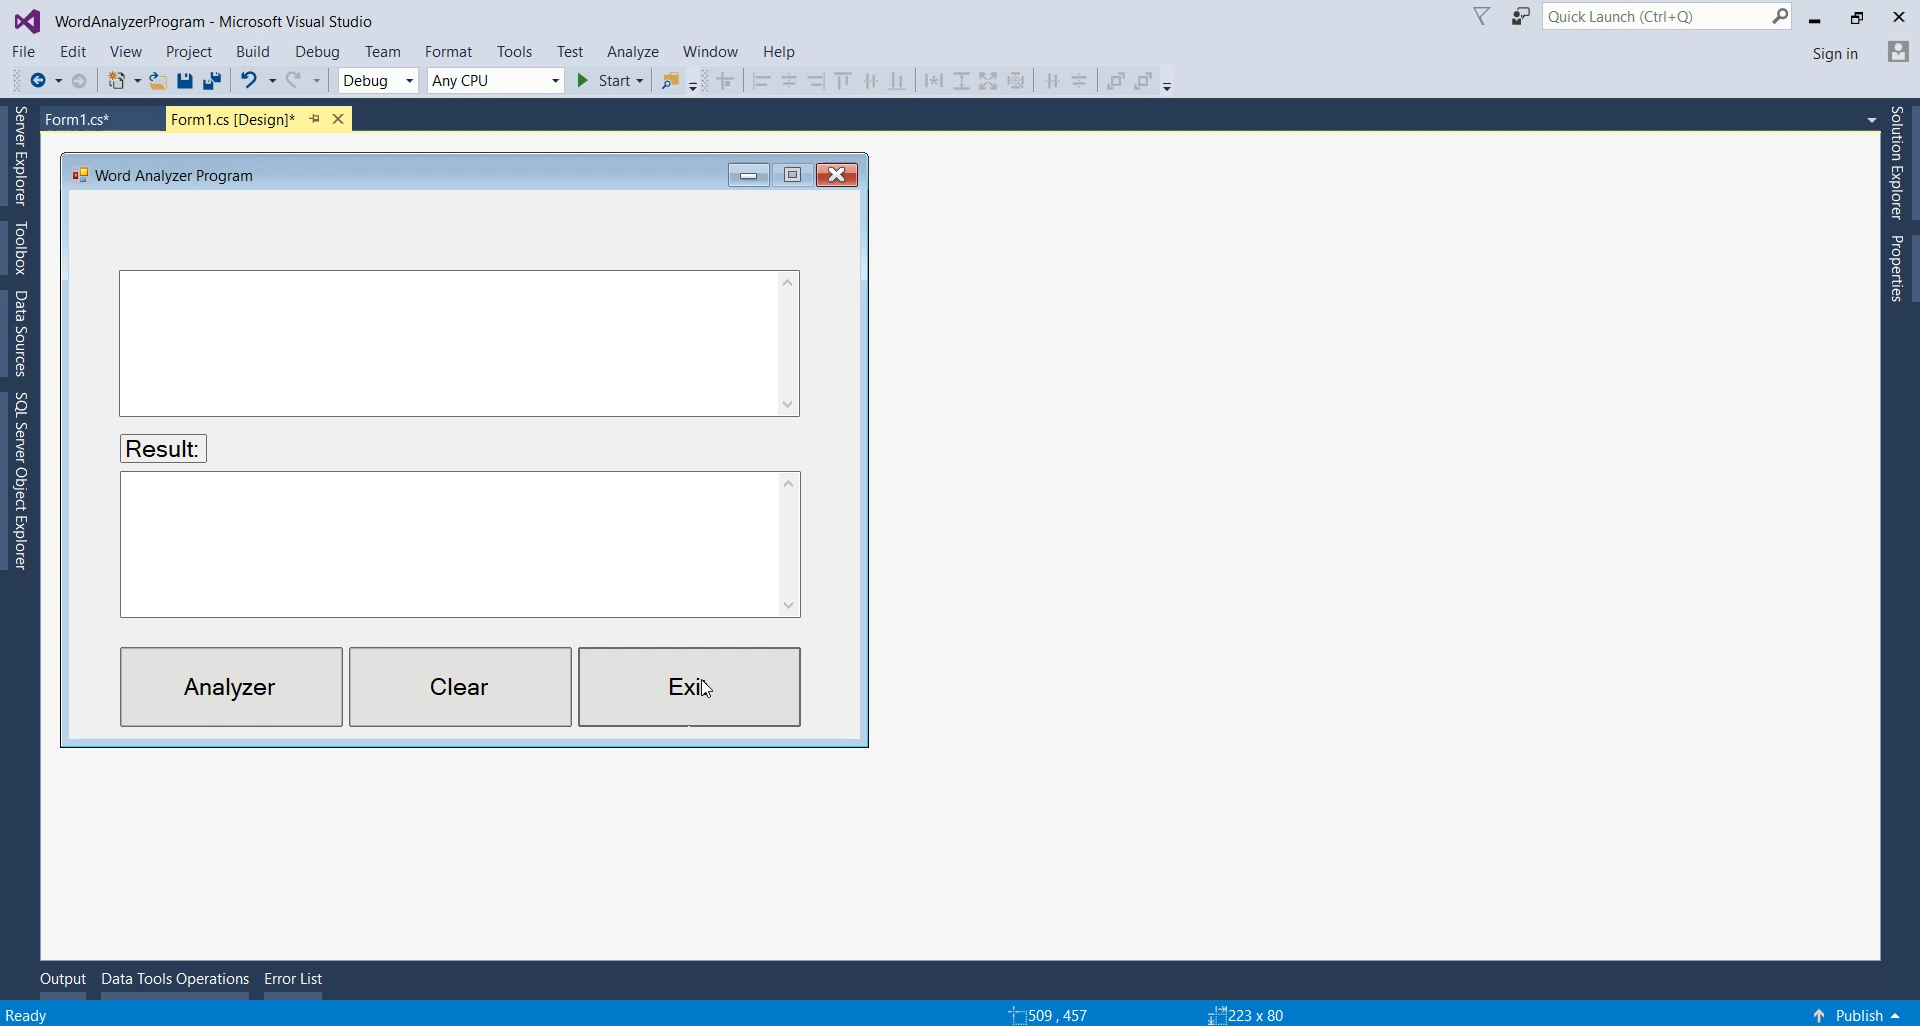 WordAnalyzerProgram - Microsoft Visual Studio
Quick Launch (Ctrl+Q)
File Edit View Project Build Debug Team Format Tools Test Analyze Window Help
Sign in
Debug Any CPU Start
Form1.cs* Form1.cs [Design]*
Server Explorer
Toolbox
Data Sources
SQL Server Object Explorer
Solution Explorer
Properties
Word Analyzer Program
Result:
Analyzer Clear Exit
Output Data Tools Operations Error List
Ready 509 , 457 223 x 80 Publish